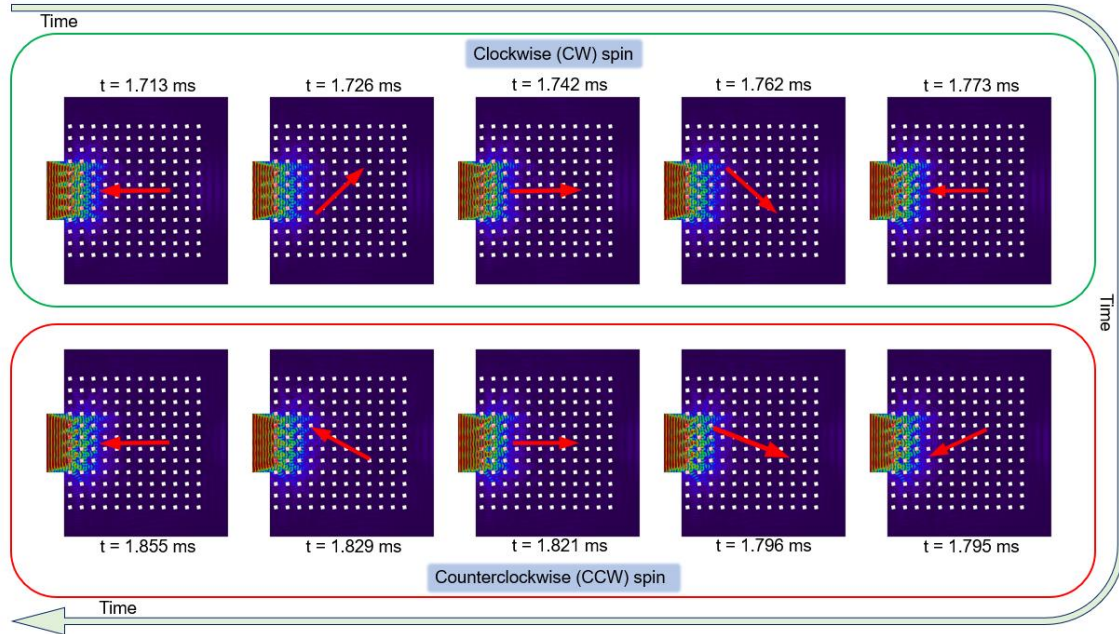 Time
Clockwise (CW) spin
t = 1.713 ms
t = 1.726 ms
t = 1.742 ms
t = 1.762 ms
t = 1.773 ms
Time
t = 1.855 ms
t = 1.829 ms
t = 1.821 ms
t = 1.796 ms
t = 1.795 ms
Counterclockwise (CCW) spin
Time